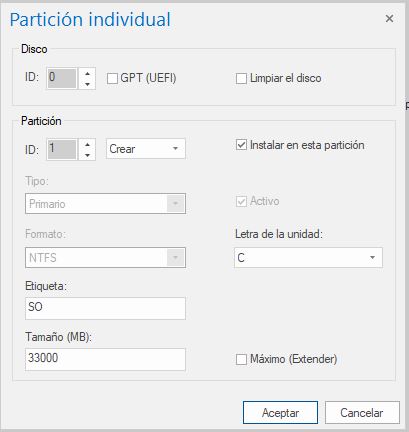 Partición individual
Disco
ID: 0 GPT (UEFI) Limpiar el disco
Partición
ID: 1 Crear Instalar en esta partición
Tipo:
Primario Activo
Formato: Letra de la unidad:
NTFS C
Etiqueta:
SO
Tamaño (MB):
33000 Máximo (Extender)
Aceptar Cancelar